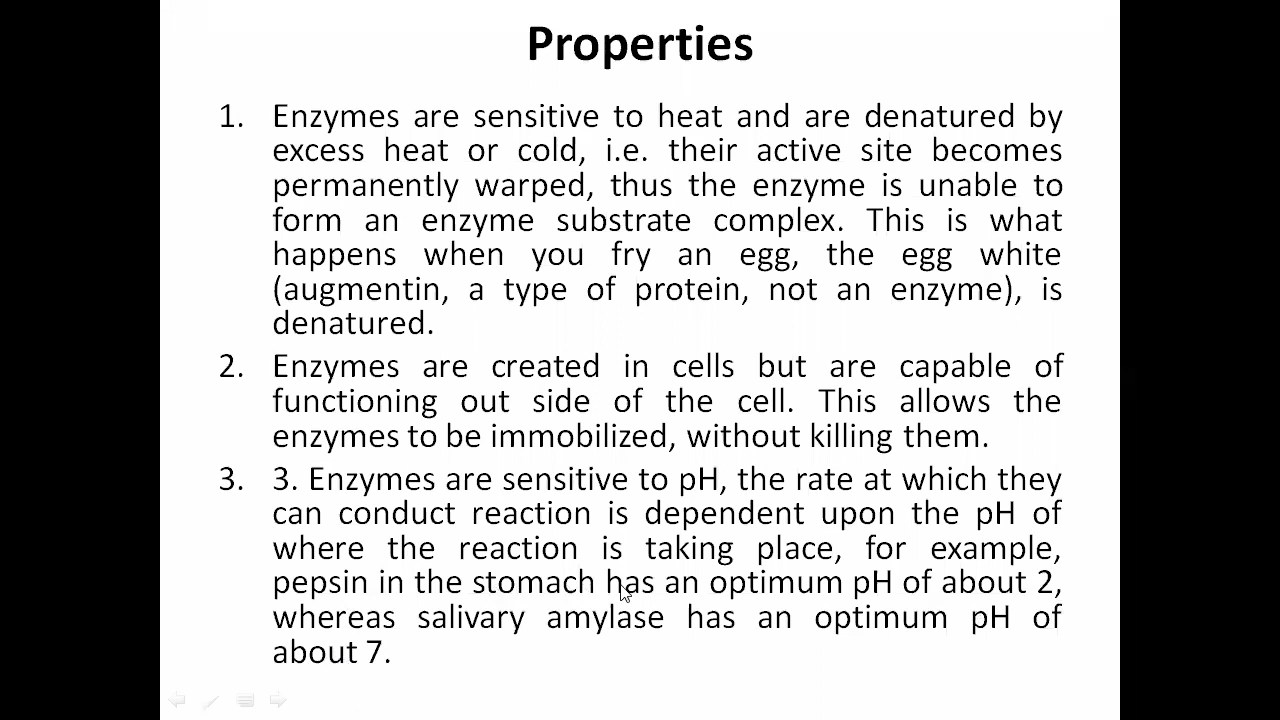 Properties
1. Enzymes are sensitive to heat and are denatured by
excess heat or cold, i.e. their active site becomes
permanently warped, thus the enzyme is unable to
form an enzyme substrate complex. This is what
happens when you fry an egg, the egg white
(augmentin, a type of protein, not an enzyme), is
denatured.
2. Enzymes are created in cells but are capable of
functioning out side of the cell. This allows the
enzymes to be immobilized, without killing them.
3. 3. Enzymes are sensitive to pH, the rate at which they
can conduct reaction is dependent upon the pH of
where the reaction is taking place, for example,
pepsin in the stomach has an optimum pH of about 2,
whereas salivary amylase has an optimum pH of
about 7.